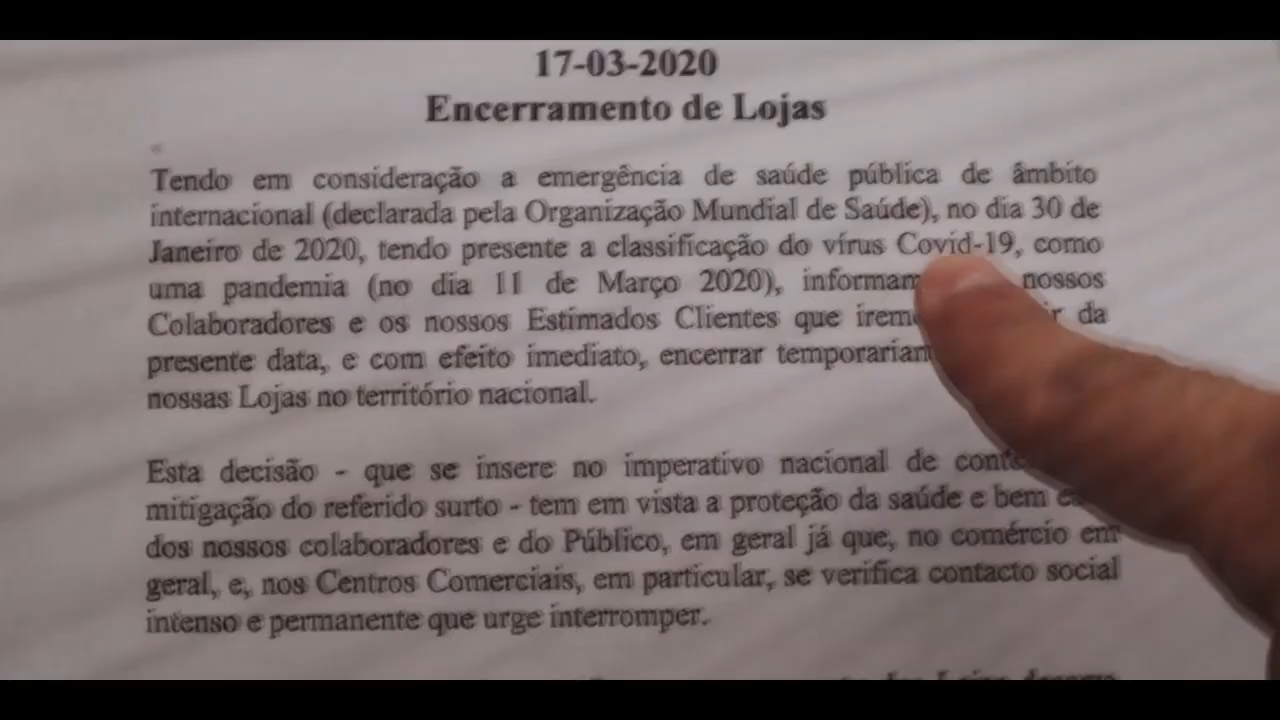 17-03-2020
Encerramento de Lojas
Tendo em consideração a emergência de saúde pública de âmbito
internacional (declarada pela Organização Mundial de Saúde), no dia 30 de
Janeiro de 2020, tendo presente a classificação do vírus Covid-19, como
uma pandemia (no dia 11 de Março 2020), informam nossos
Colaboradores e os nossos Estimados Clientes que irem da
presente data, e com efeito imediato, encerrar temporariam
nossas Lojas no território nacional.
Esta decisão - que se insere no imperativo nacional de
mitigação do referido surto - tem em vista a proteção da saúde e bem
dos nossos colaboradores e do Público, em geral já que, no comércio em
geral, e, nos Centros Comerciais, em particular, se verifica contacto social
intenso e permanente que urge interromper.